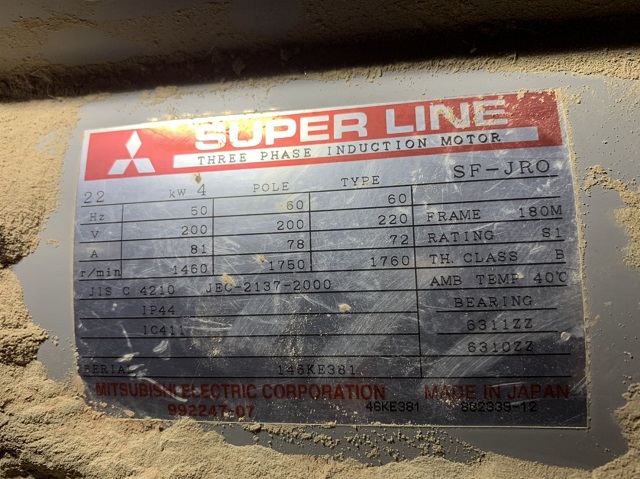 SUPER LINE
THREE PHASE INDUCTION MOTOR
22 kW 4 POLE TYPE SF-JRO
Hz 50 60 60 FRAME 180M
V 200 200 220 RATING S1
A 81 78 72 TH. CLASS B
r/min 1460 1750 1760 AMB TEMP 40℃
JIS C 4210 JEC-2137-2000 BEARING
IP44 6311ZZ
IC411 6310ZZ
SERIAL 146KE381
MITSUBISHI ELECTRIC CORPORATION MADE IN JAPAN
992247-07 46KE381 862339-12